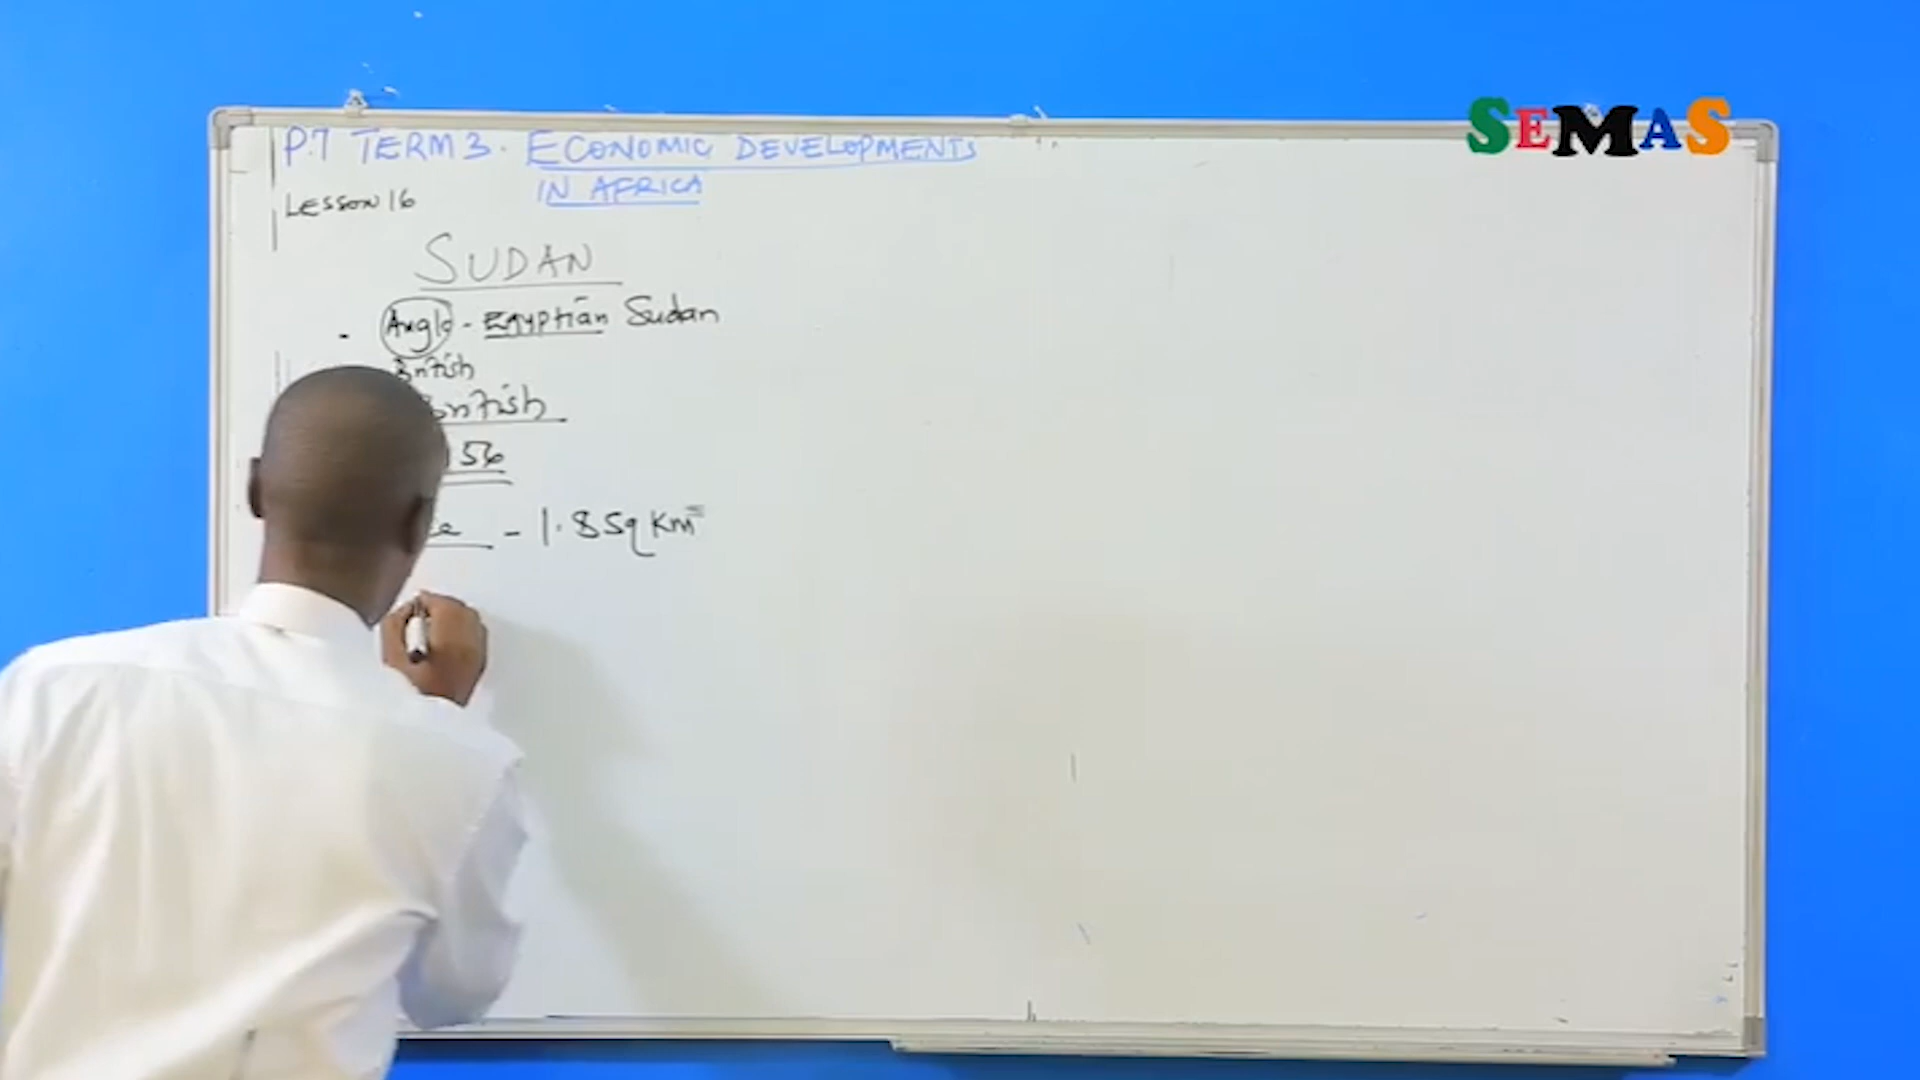 SEMAS
P.7 TERM 3. ECONOMIC DEVELOPMENTS
IN AFRICA
LESSON 16
SUDAN
- Anglo - Egyptian Sudan
British
British
56
- 1.8 Sq Km²